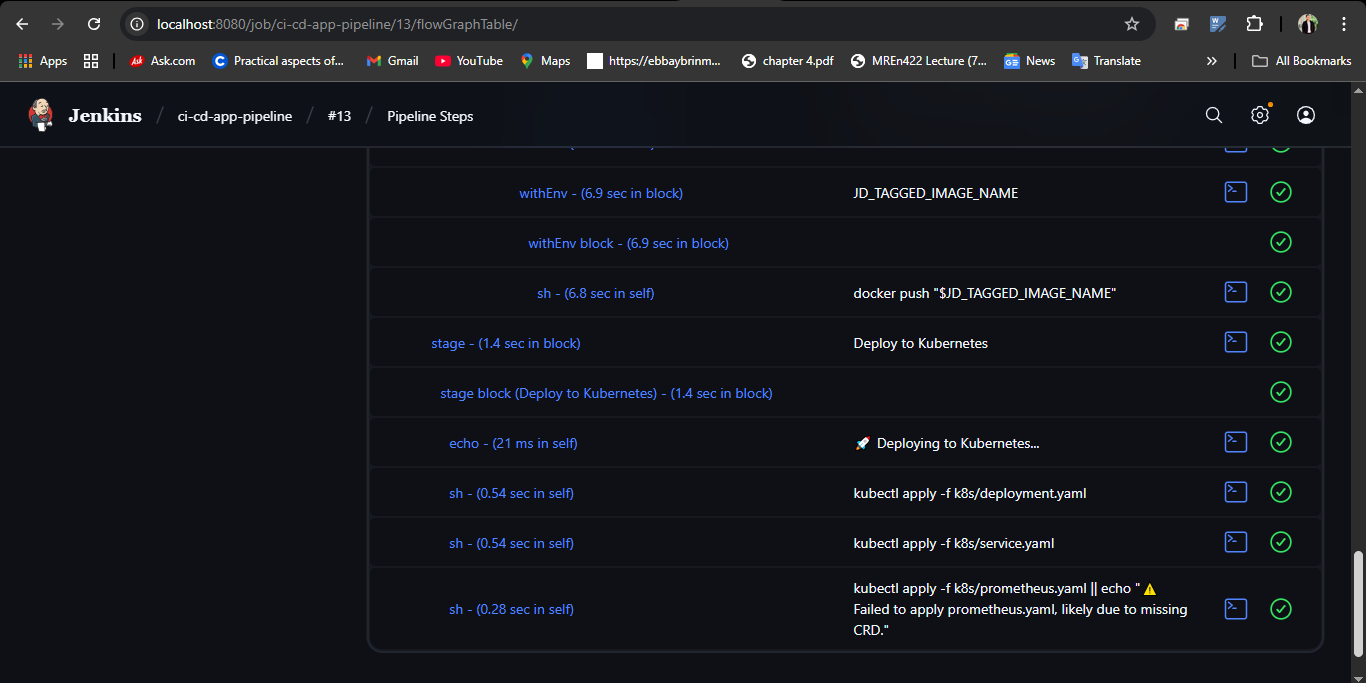 localhost:8080/job/ci-cd-app-pipeline/13/flowGraphTable/
Apps
Ask
Ask.com
Practical aspects of...
Gmail
YouTube
Maps
https://ebbaybrinm...
chapter 4.pdf
MREn422 Lecture (7...
News
Translate
»
All Bookmarks
Jenkins / ci-cd-app-pipeline / #13 / Pipeline Steps
withEnv - (6.9 sec in block) JD_TAGGED_IMAGE_NAME
withEnv block - (6.9 sec in block)
sh - (6.8 sec in self) docker push "$JD_TAGGED_IMAGE_NAME"
stage - (1.4 sec in block) Deploy to Kubernetes
stage block (Deploy to Kubernetes) - (1.4 sec in block)
echo - (21 ms in self) 🚀 Deploying to Kubernetes...
sh - (0.54 sec in self) kubectl apply -f k8s/deployment.yaml
sh - (0.54 sec in self) kubectl apply -f k8s/service.yaml
sh - (0.28 sec in self) kubectl apply -f k8s/prometheus.yaml || echo "⚠️
Failed to apply prometheus.yaml, likely due to missing
CRD."